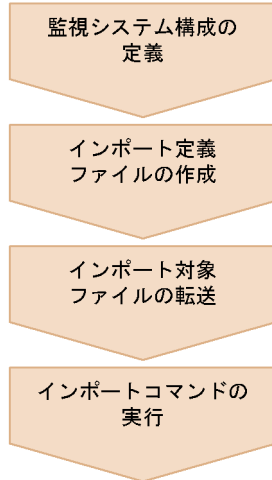 監視システム構成の
定義
インポート定義
ファイルの作成
インポート対象
ファイルの転送
インポートコマンドの
実行